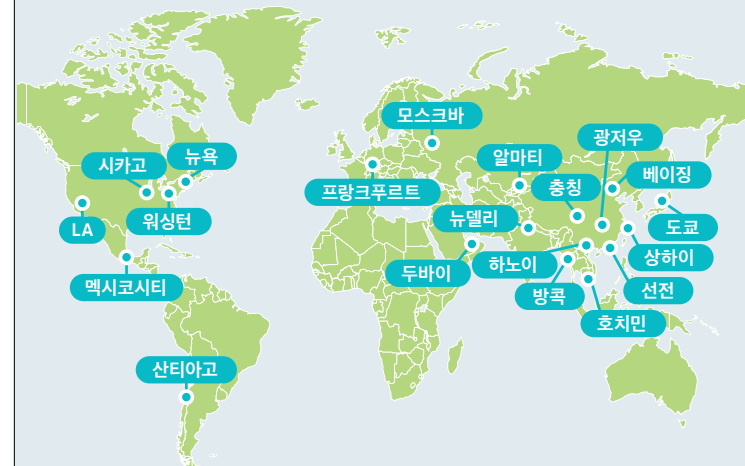 모스크바
광저우
시카고
뉴욕
알마티
베이징
프랑크푸르트
충칭
LA
워싱턴
뉴델리
도쿄
두바이
하노이
상하이
멕시코시티
방콕
선전
호치민
산티아고